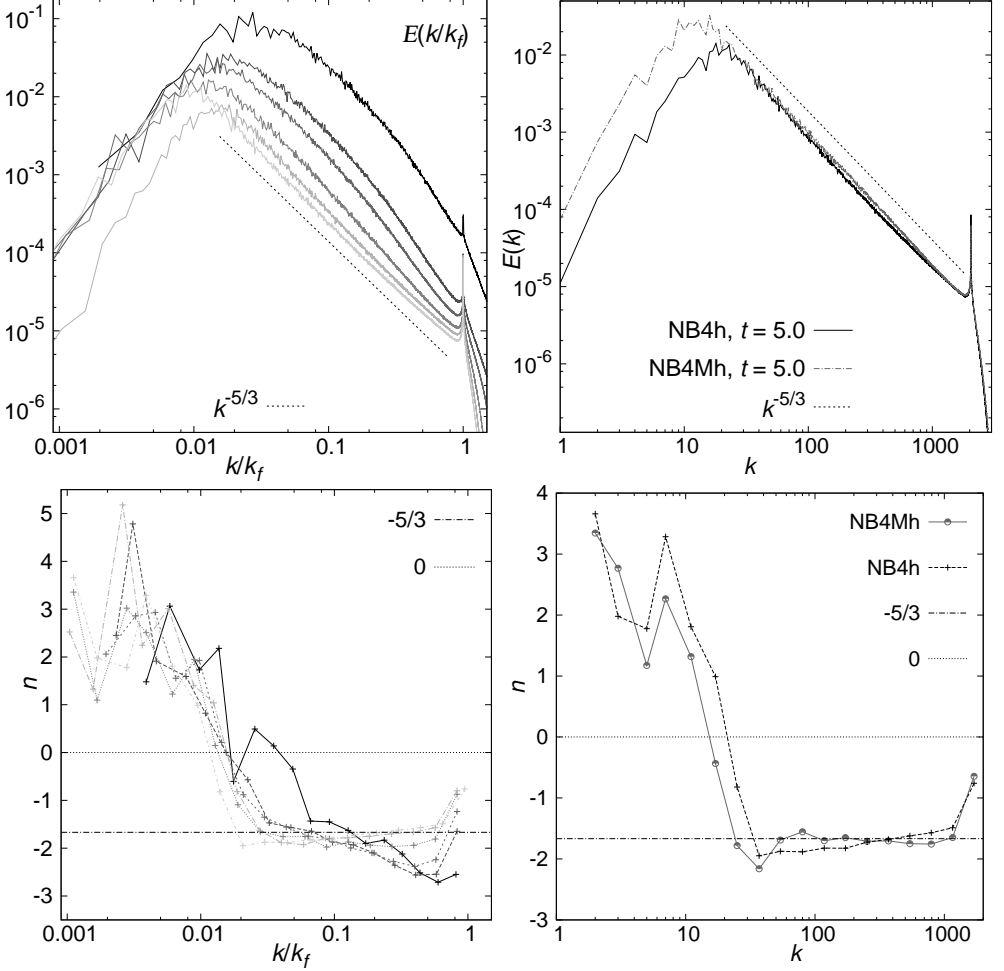 10^-1
10^-2
10^-3
10^-4
10^-5
10^-6
E(k/k_f)
k^-5/3
0.001 0.01 0.1 1
k/k_f
10^-2
10^-3
10^-4
10^-5
10^-6
E(k)
NB4h, t = 5.0
NB4Mh, t = 5.0
k^-5/3
1 10 100 1000
k
5
4
3
2
1
0
-1
-2
-3
n
-5/3
0
0.001 0.01 0.1 1
k/k_f
4
3
2
1
0
-1
-2
-3
n
NB4Mh
NB4h
-5/3
0
1 10 100 1000
k